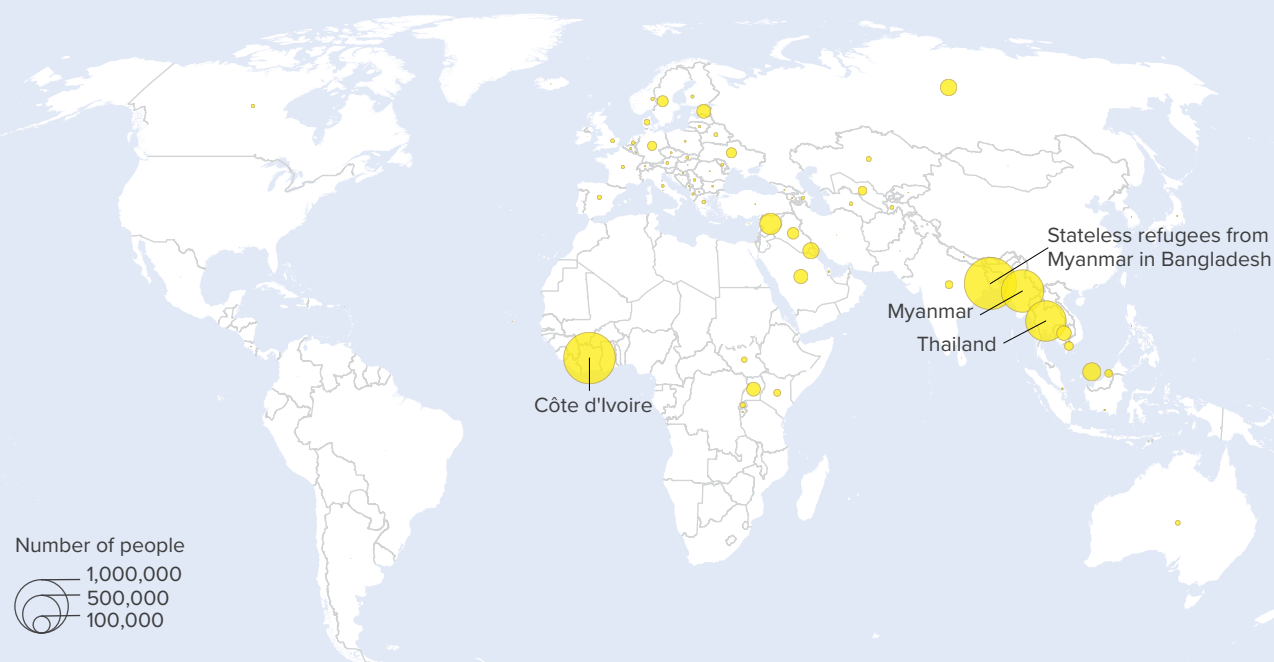 Stateless refugees from
Myanmar in Bangladesh
Myanmar
Thailand
Côte d'Ivoire
Number of people
1,000,000
500,000
100,000